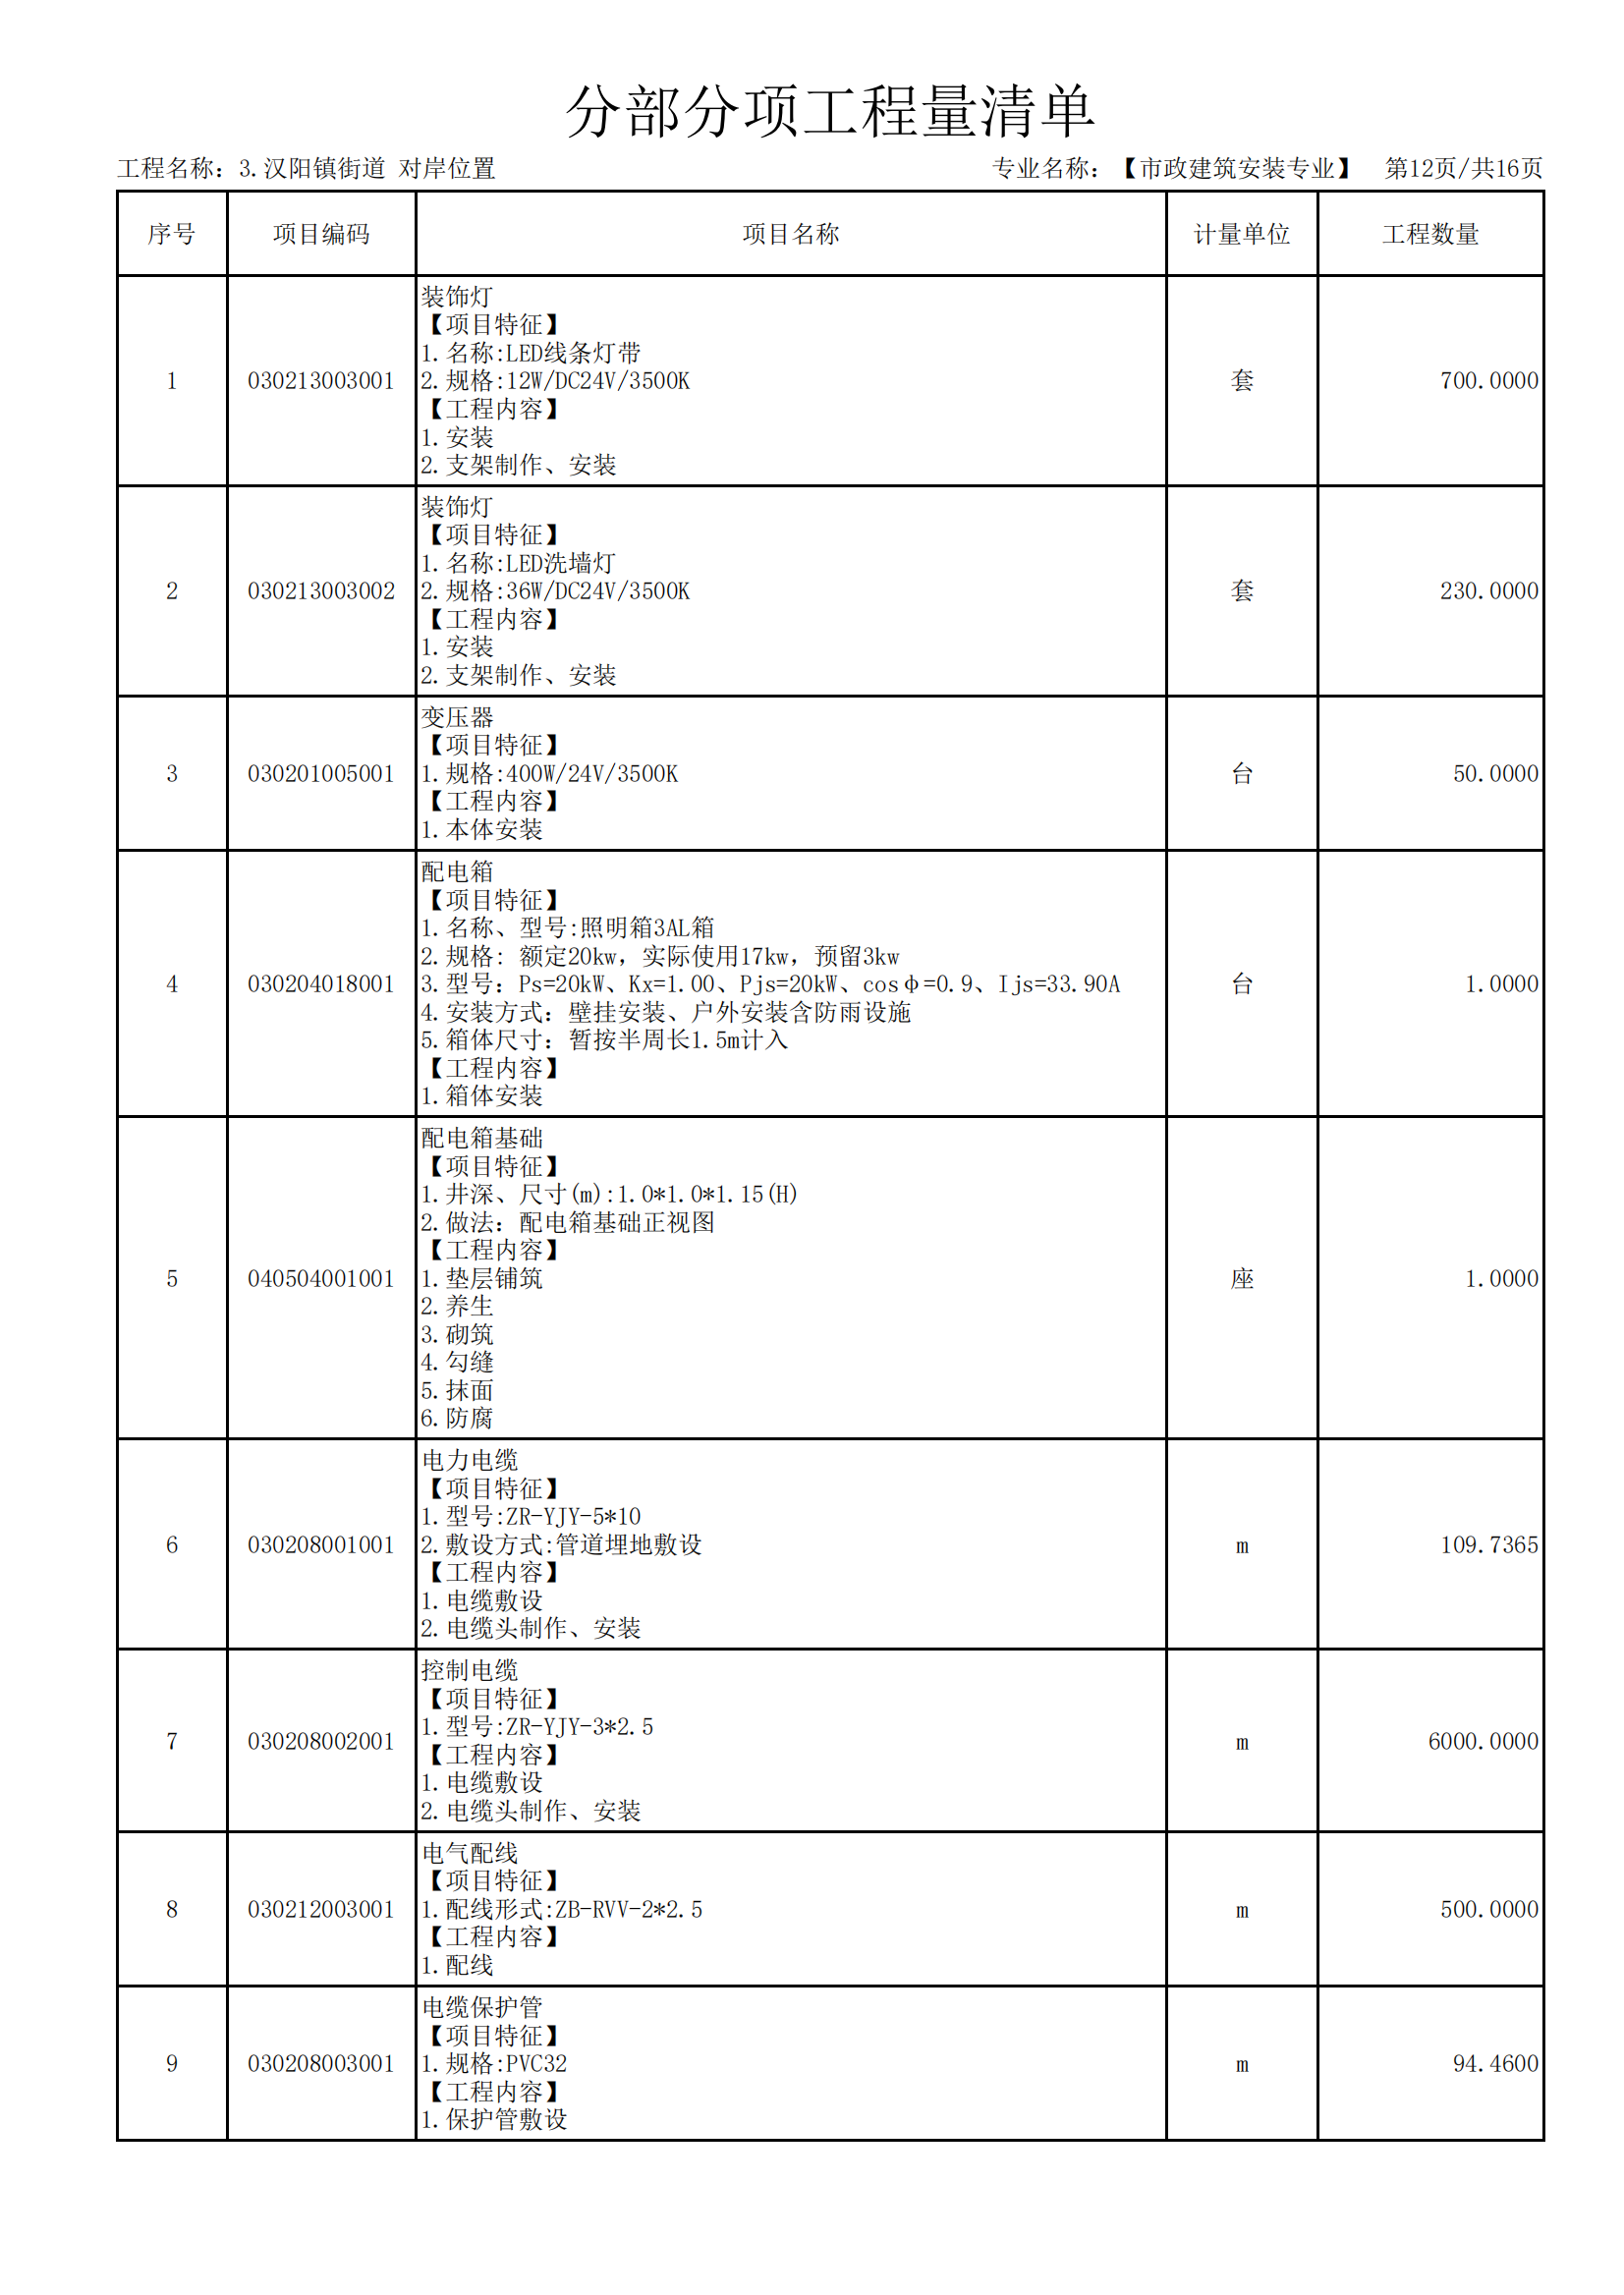 分部分项工程量清单
工程名称：3.汉阳镇街道 对岸位置 专业名称：【市政建筑安装专业】 第12页/共16页
序号 项目编码 项目名称 计量单位 工程数量
装饰灯
【项目特征】
1.名称:LED线条灯带
1 030213003001 2.规格:12W/DC24V/3500K 套 700.0000
【工程内容】
1.安装
2.支架制作、安装
装饰灯
【项目特征】
1.名称:LED洗墙灯
2 030213003002 2.规格:36W/DC24V/3500K 套 230.0000
【工程内容】
1.安装
2.支架制作、安装
变压器
【项目特征】
3 030201005001 1.规格:400W/24V/3500K 台 50.0000
【工程内容】
1.本体安装
配电箱
【项目特征】
1.名称、型号:照明箱3AL箱
2.规格: 额定20kw，实际使用17kw，预留3kw
4 030204018001 3.型号：Ps=20kW、Kx=1.00、Pjs=20kW、cosφ=0.9、Ijs=33.90A 台 1.0000
4.安装方式：壁挂安装、户外安装含防雨设施
5.箱体尺寸：暂按半周长1.5m计入
【工程内容】
1.箱体安装
配电箱基础
【项目特征】
1.井深、尺寸(m):1.0*1.0*1.15(H)
2.做法：配电箱基础正视图
【工程内容】
5 040504001001 1.垫层铺筑 座 1.0000
2.养生
3.砌筑
4.勾缝
5.抹面
6.防腐
电力电缆
【项目特征】
1.型号:ZR-YJY-5*10
6 030208001001 2.敷设方式:管道埋地敷设 m 109.7365
【工程内容】
1.电缆敷设
2.电缆头制作、安装
控制电缆
【项目特征】
1.型号:ZR-YJY-3*2.5
7 030208002001 【工程内容】 m 6000.0000
1.电缆敷设
2.电缆头制作、安装
电气配线
【项目特征】
8 030212003001 1.配线形式:ZB-RVV-2*2.5 m 500.0000
【工程内容】
1.配线
电缆保护管
【项目特征】
9 030208003001 1.规格:PVC32 m 94.4600
【工程内容】
1.保护管敷设